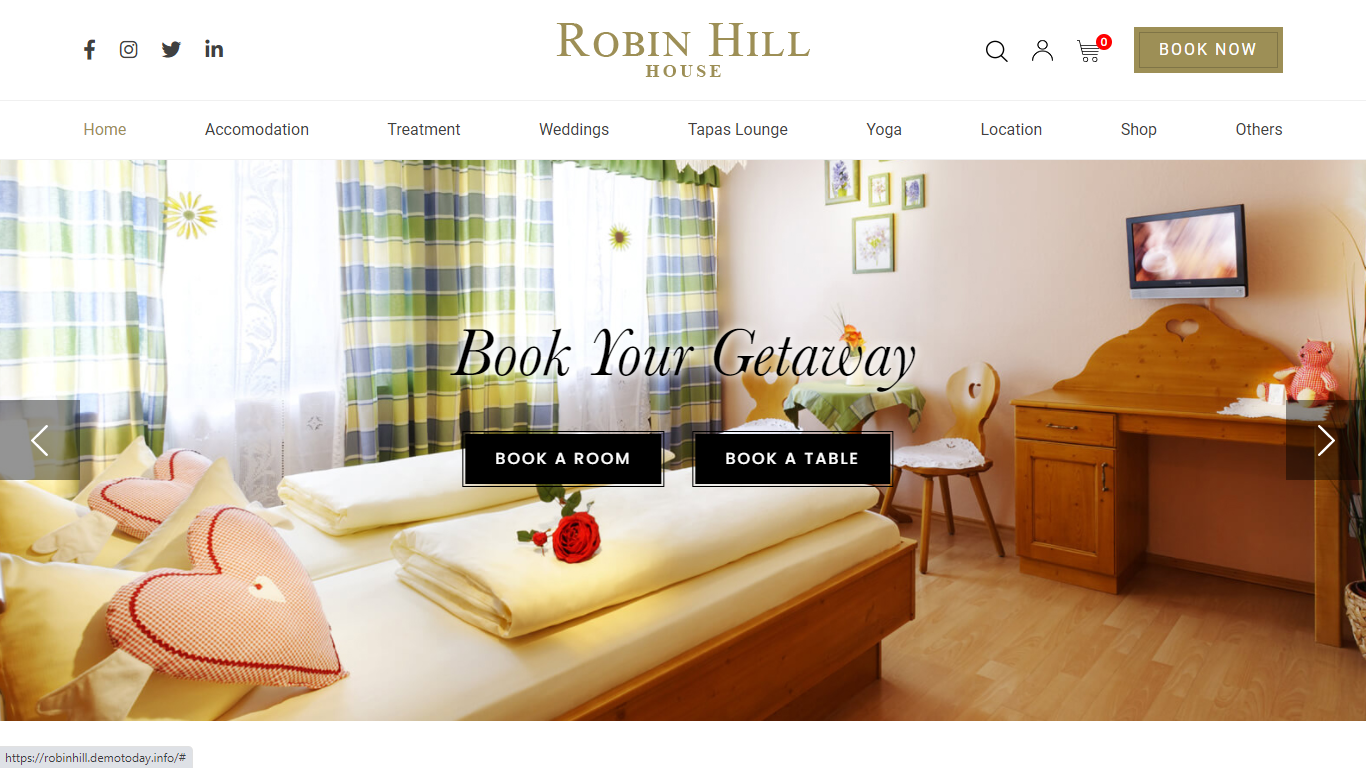 ROBIN HILL
HOUSE
0
BOOK NOW
Home Accomodation Treatment Weddings Tapas Lounge Yoga Location Shop Others
Book Your Getaway
BOOK A ROOM BOOK A TABLE
https://robinhill.demotoday.info/#